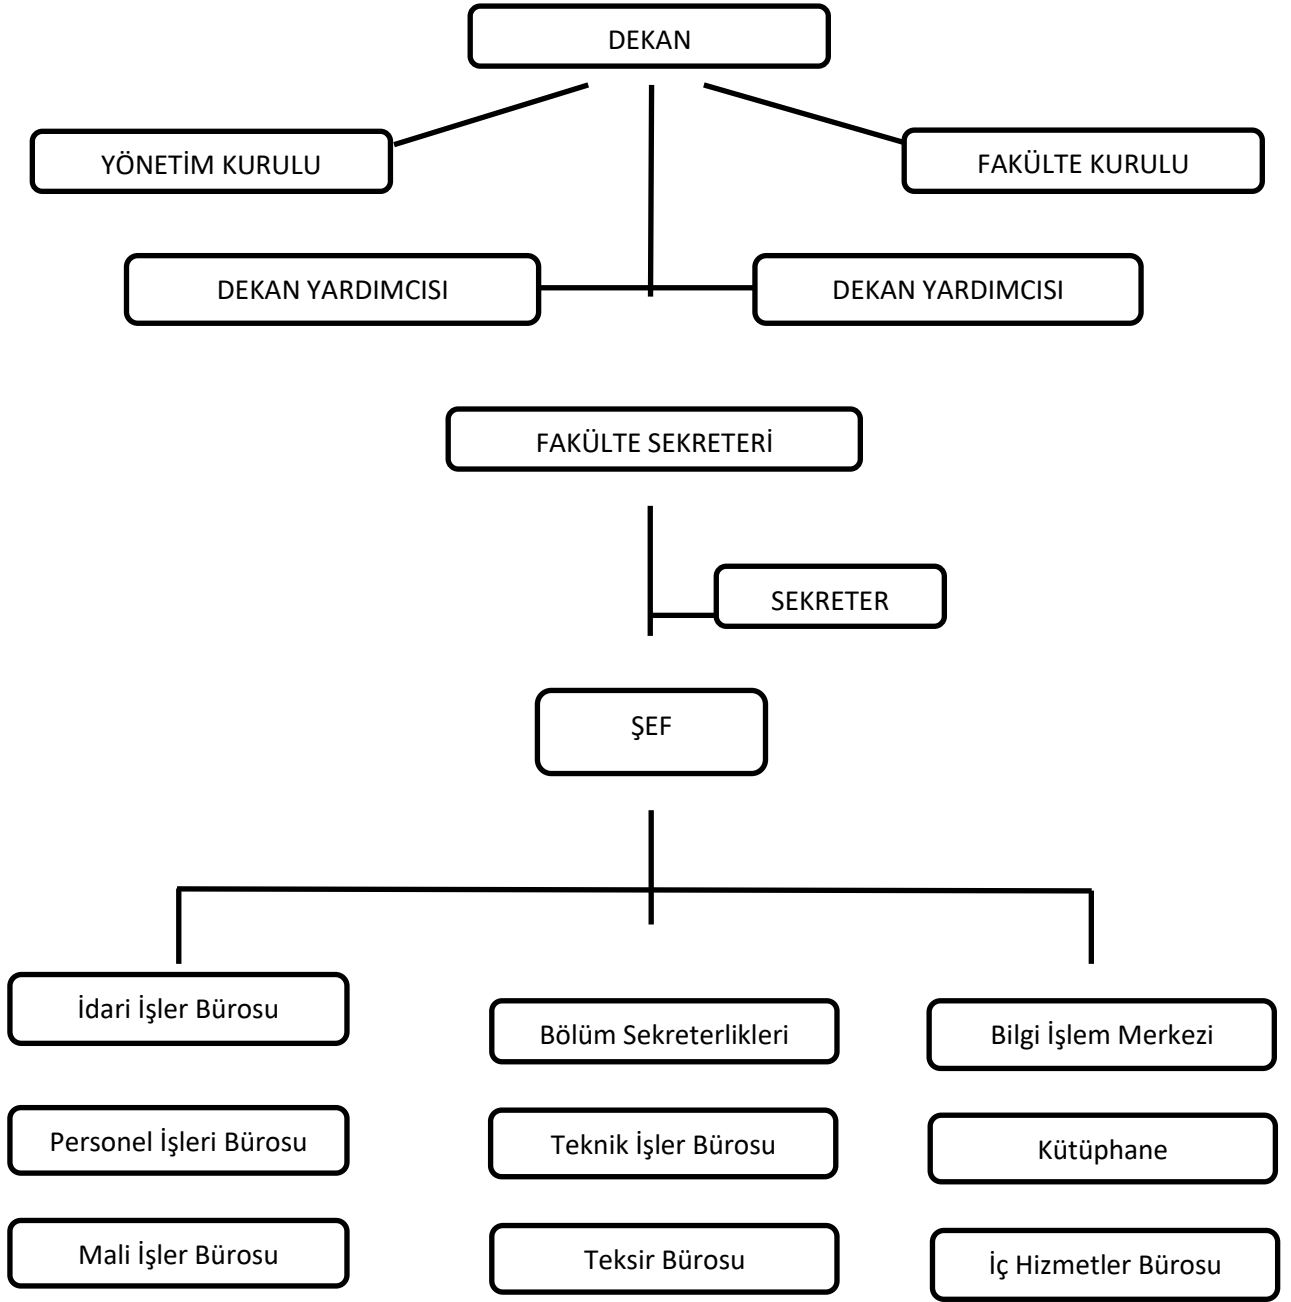 DEKAN
YÖNETİM KURULU
FAKÜLTE KURULU
DEKAN YARDIMCISI
DEKAN YARDIMCISI
FAKÜLTE SEKRETERİ
SEKRETER
ŞEF
İdari İşler Bürosu
Bölüm Sekreterlikleri
Bilgi İşlem Merkezi
Personel İşleri Bürosu
Teknik İşler Bürosu
Kütüphane
Mali İşler Bürosu
Teksir Bürosu
İç Hizmetler Bürosu